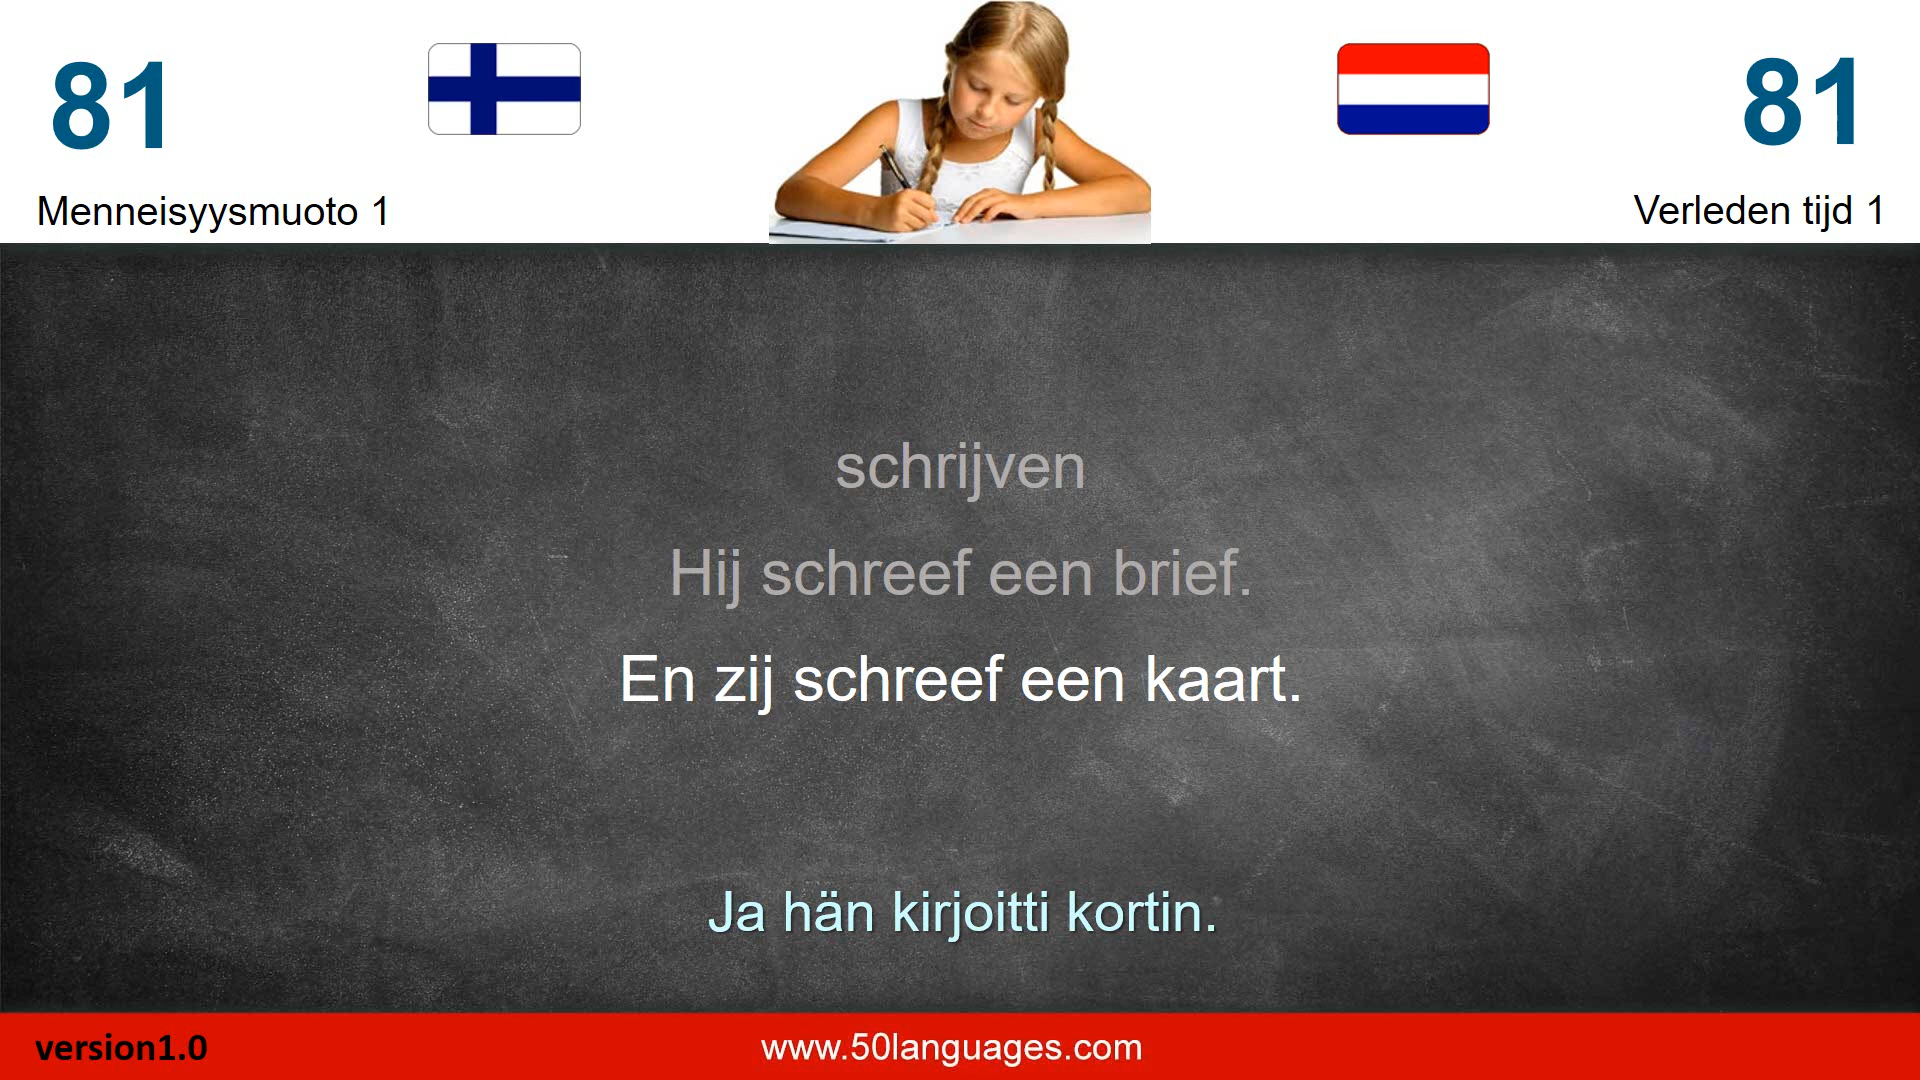 81
81
Menneisyysmuoto 1
Verleden tijd 1
schrijven
Hij schreef een brief.
En zij schreef een kaart.
Ja hän kirjoitti kortin.
version1.0
www.50languages.com